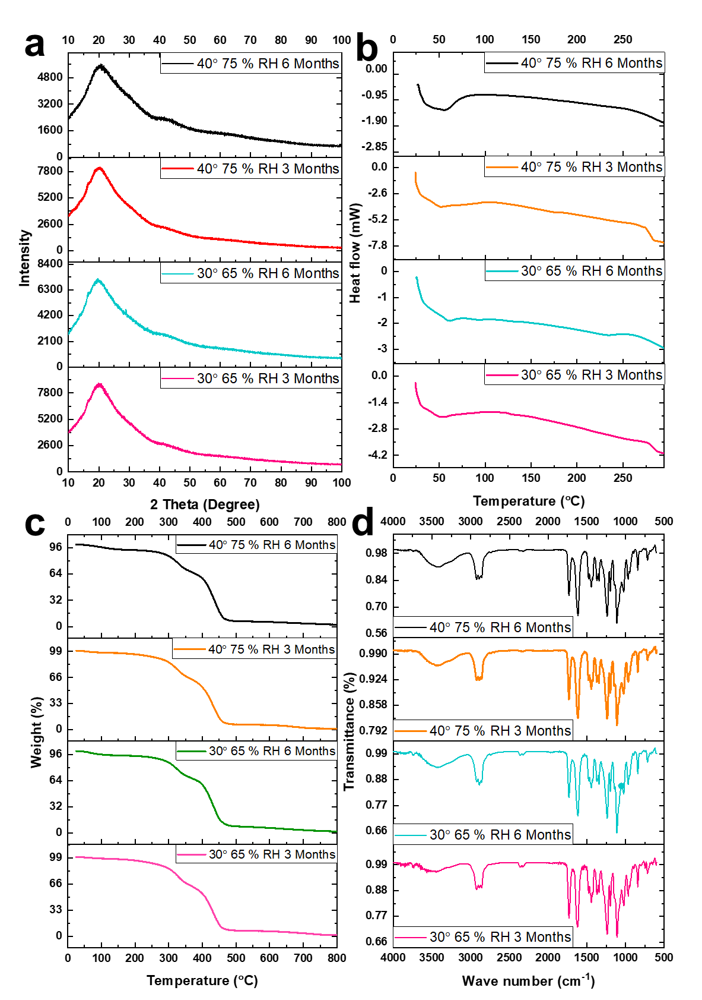 a
10 20 30 40 50 60 70 80 90 100
40° 75 % RH 6 Months
4800
3200
1600
0
40° 75 % RH 3 Months
7800
5200
2600
0
Intensity
8400
30° 65 % RH 6 Months
6300
4200
2100
0
30° 65 % RH 3 Months
7800
5200
2600
0
10 20 30 40 50 60 70 80 90 100
2 Theta (Degree)
b
0 50 100 150 200 250
40° 75 % RH 6 Months
0.00
-0.95
-1.90
-2.85
40° 75 % RH 3 Months
0.0
-2.6
-5.2
-7.8
Heat flow (mW)
30° 65 % RH 6 Months
0
-1
-2
-3
30° 65 % RH 3 Months
0.0
-1.4
-2.8
-4.2
0 50 100 150 200 250
Temperature (°C)
c
0 100 200 300 400 500 600 700 800
40° 75 % RH 6 Months
96
64
32
0
40° 75 % RH 3 Months
99
66
33
0
Weight (%)
30° 65 % RH 6 Months
96
64
32
0
30° 65 % RH 3 Months
99
66
33
0
0 100 200 300 400 500 600 700 800
Temperature (°C)
d
4000 3500 3000 2500 2000 1500 1000 500
0.98
0.84
0.70
0.56
40° 75 % RH 6 Months
0.990
0.924
0.858
0.792
40° 75 % RH 3 Months
Transmittance (%)
0.99
0.88
0.77
0.66
30° 65 % RH 6 Months
0.99
0.88
0.77
0.66
30° 65 % RH 3 Months
4000 3500 3000 2500 2000 1500 1000 500
Wave number (cm⁻¹)